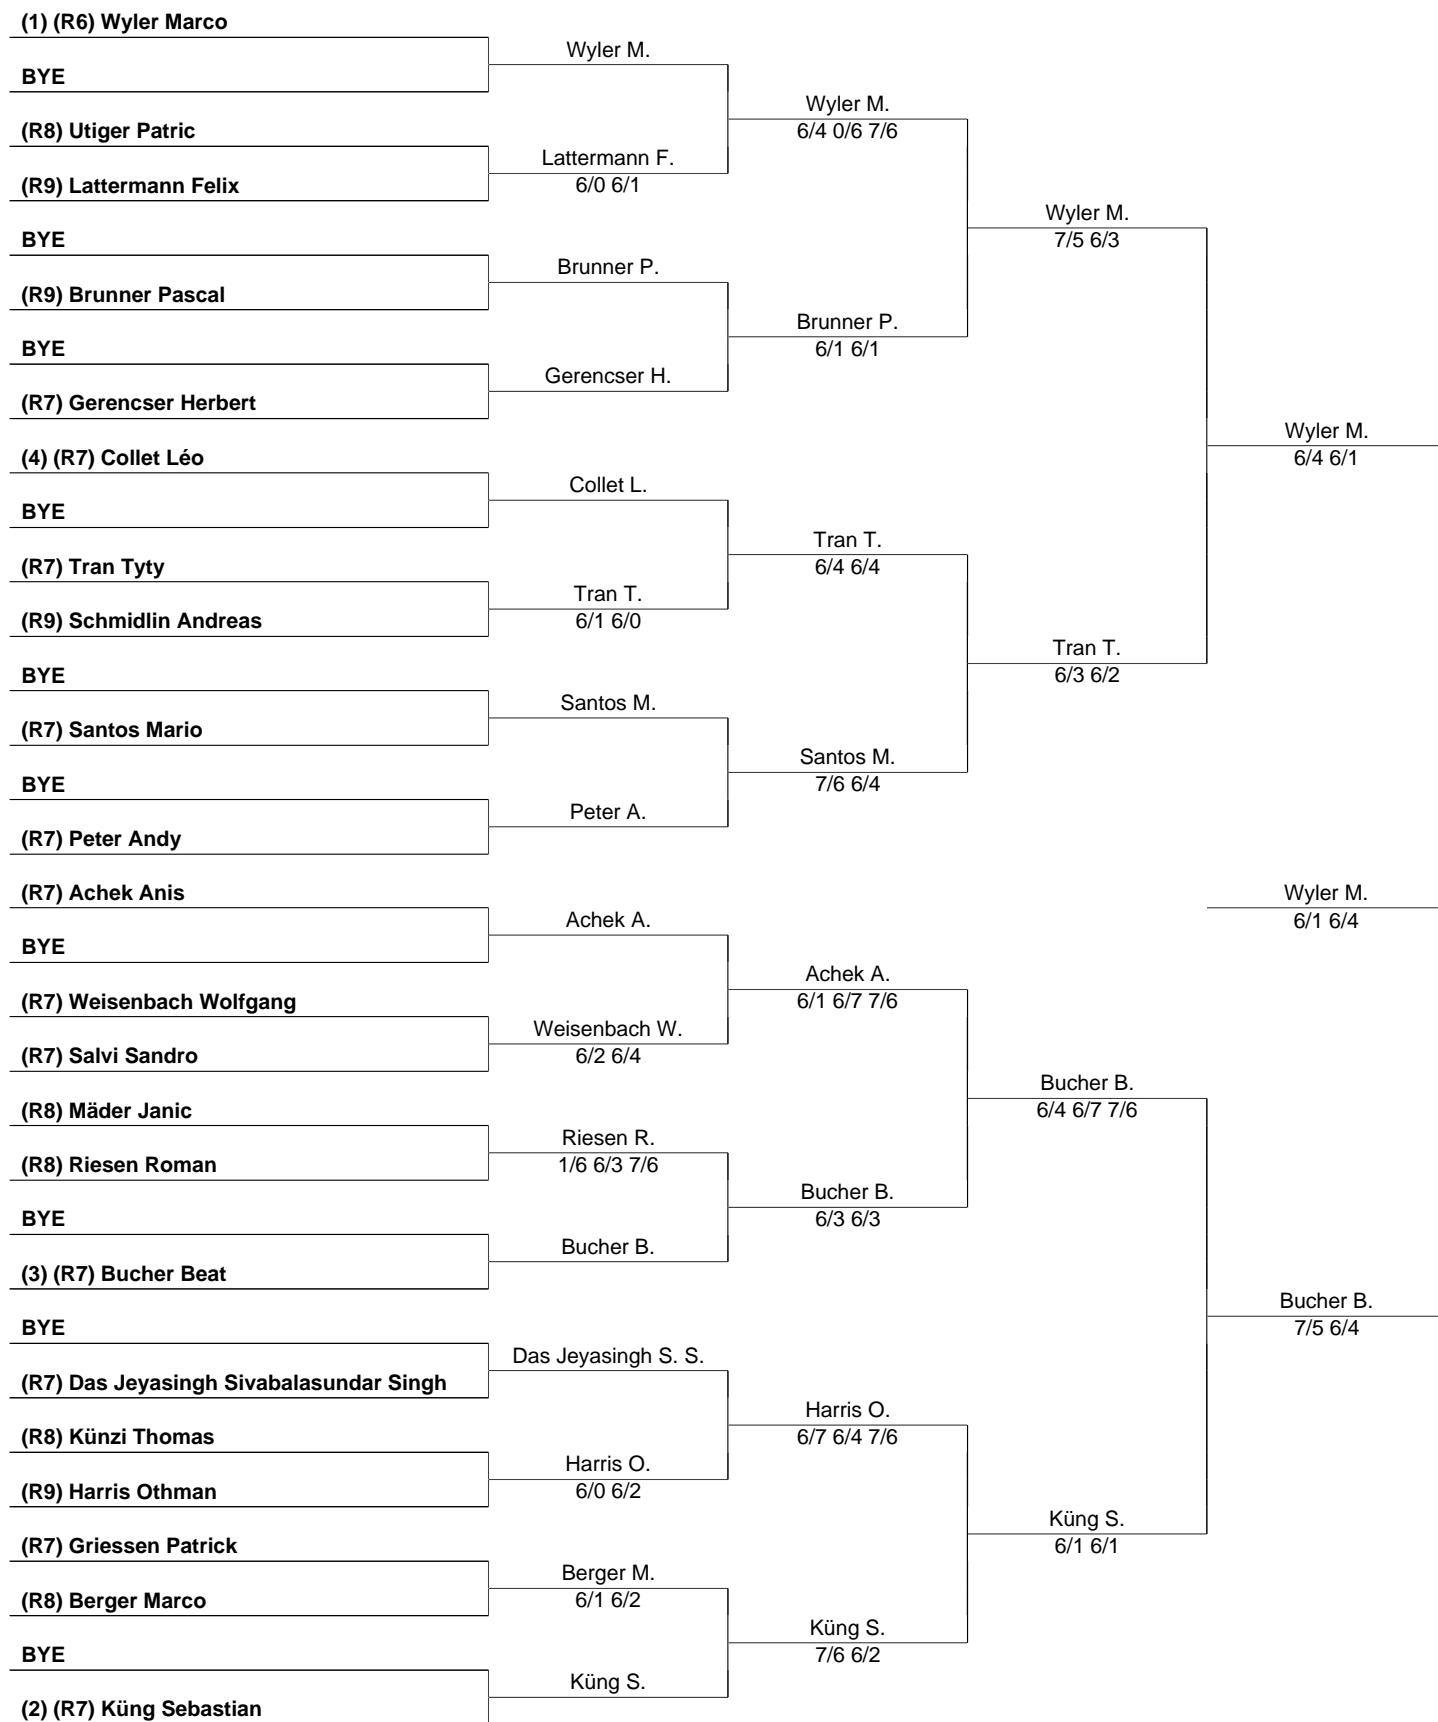 (1) (R6) Wyler Marco
BYE
(R8) Utiger Patric
(R9) Lattermann Felix
BYE
(R9) Brunner Pascal
BYE
(R7) Gerencser Herbert
(4) (R7) Collet Léo
BYE
(R7) Tran Tyty
(R9) Schmidlin Andreas
BYE
(R7) Santos Mario
BYE
(R7) Peter Andy
(R7) Achek Anis
BYE
(R7) Weisenbach Wolfgang
(R7) Salvi Sandro
(R8) Mäder Janic
(R8) Riesen Roman
BYE
(3) (R7) Bucher Beat
BYE
(R7) Das Jeyasingh Sivabalasundar Singh
(R8) Künzi Thomas
(R9) Harris Othman
(R7) Griessen Patrick
(R8) Berger Marco
BYE
(2) (R7) Küng Sebastian
Wyler M.
Lattermann F.
6/0 6/1
Brunner P.
Gerencser H.
Collet L.
Tran T.
6/1 6/0
Santos M.
Peter A.
Achek A.
Weisenbach W.
6/2 6/4
Riesen R.
1/6 6/3 7/6
Bucher B.
Das Jeyasingh S. S.
Harris O.
6/0 6/2
Berger M.
6/1 6/2
Küng S.
Wyler M.
6/4 0/6 7/6
Brunner P.
6/1 6/1
Tran T.
6/4 6/4
Santos M.
7/6 6/4
Achek A.
6/1 6/7 7/6
Bucher B.
6/3 6/3
Harris O.
6/7 6/4 7/6
Küng S.
7/6 6/2
Wyler M.
7/5 6/3
Tran T.
6/3 6/2
Bucher B.
6/4 6/7 7/6
Küng S.
6/1 6/1
Wyler M.
6/4 6/1
Wyler M.
6/1 6/4
Bucher B.
7/5 6/4